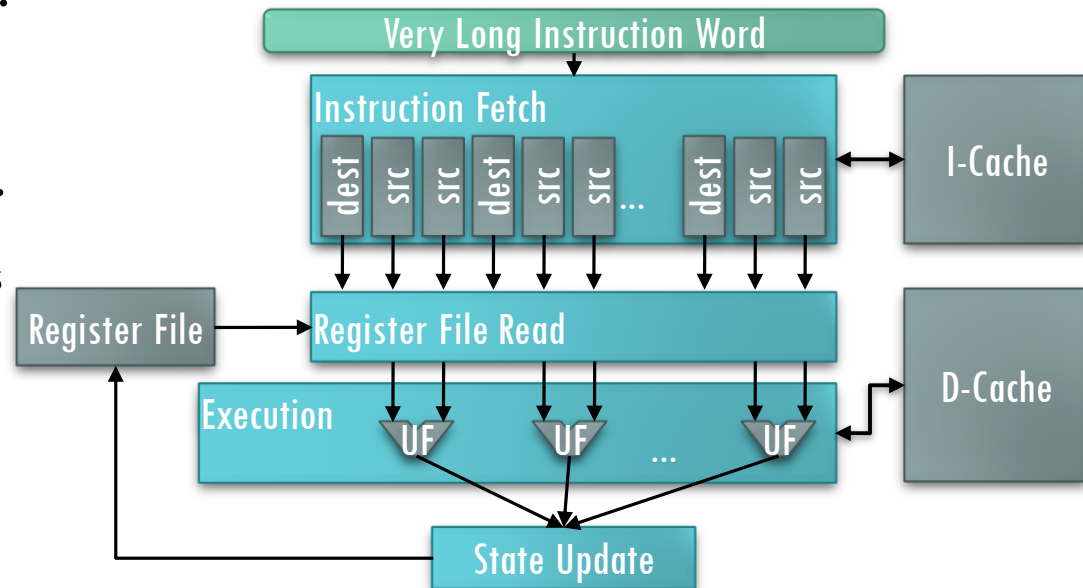 Very Long Instruction Word
Instruction Fetch
dest src src dest src src ... dest src src
I-Cache
Register File
Register File Read
D-Cache
Execution
UF UF ... UF
State Update